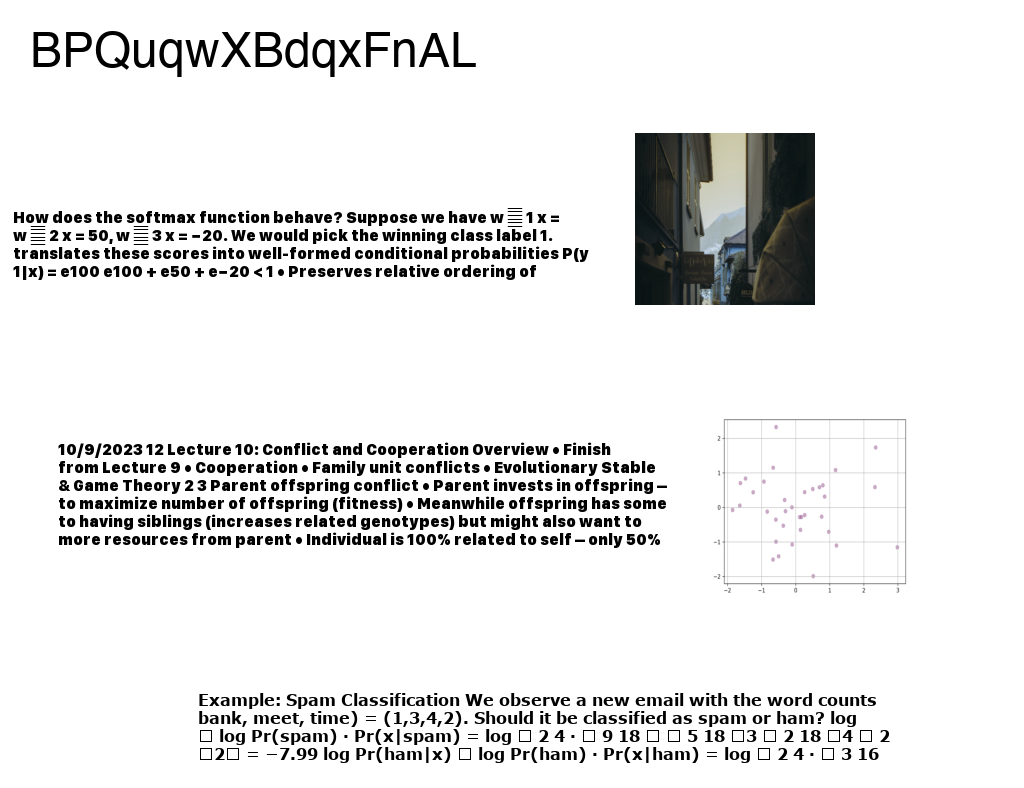 BPQuqwXBdqxFnAL
How does the softmax function behave? Suppose we have w ䷀ 1 x =
w ䷀ 2 x = 50, w ䷀ 3 x = −20. We would pick the winning class label 1.
translates these scores into well-formed conditional probabilities P(y
1|x) = e100 e100 + e50 + e−20 < 1 • Preserves relative ordering of
10/9/2023 12 Lecture 10: Conflict and Cooperation Overview • Finish
from Lecture 9 • Cooperation • Family unit conflicts • Evolutionary Stable
& Game Theory 2 3 Parent offspring conflict • Parent invests in offspring –
to maximize number of offspring (fitness) • Meanwhile offspring has some
to having siblings (increases related genotypes) but might also want to
more resources from parent • Individual is 100% related to self – only 50%
2
1
0
−1
−2
−2 −1 0 1 2 3
Example: Spam Classification We observe a new email with the word counts
bank, meet, time) = (1,3,4,2). Should it be classified as spam or ham? log
□ log Pr(spam) · Pr(x|spam) = log □ 2 4 · □ 9 18 □ □ 5 18 □3 □ 2 18 □4 □ 2
□2□ = −7.99 log Pr(ham|x) □ log Pr(ham) · Pr(x|ham) = log □ 2 4 · □ 3 16